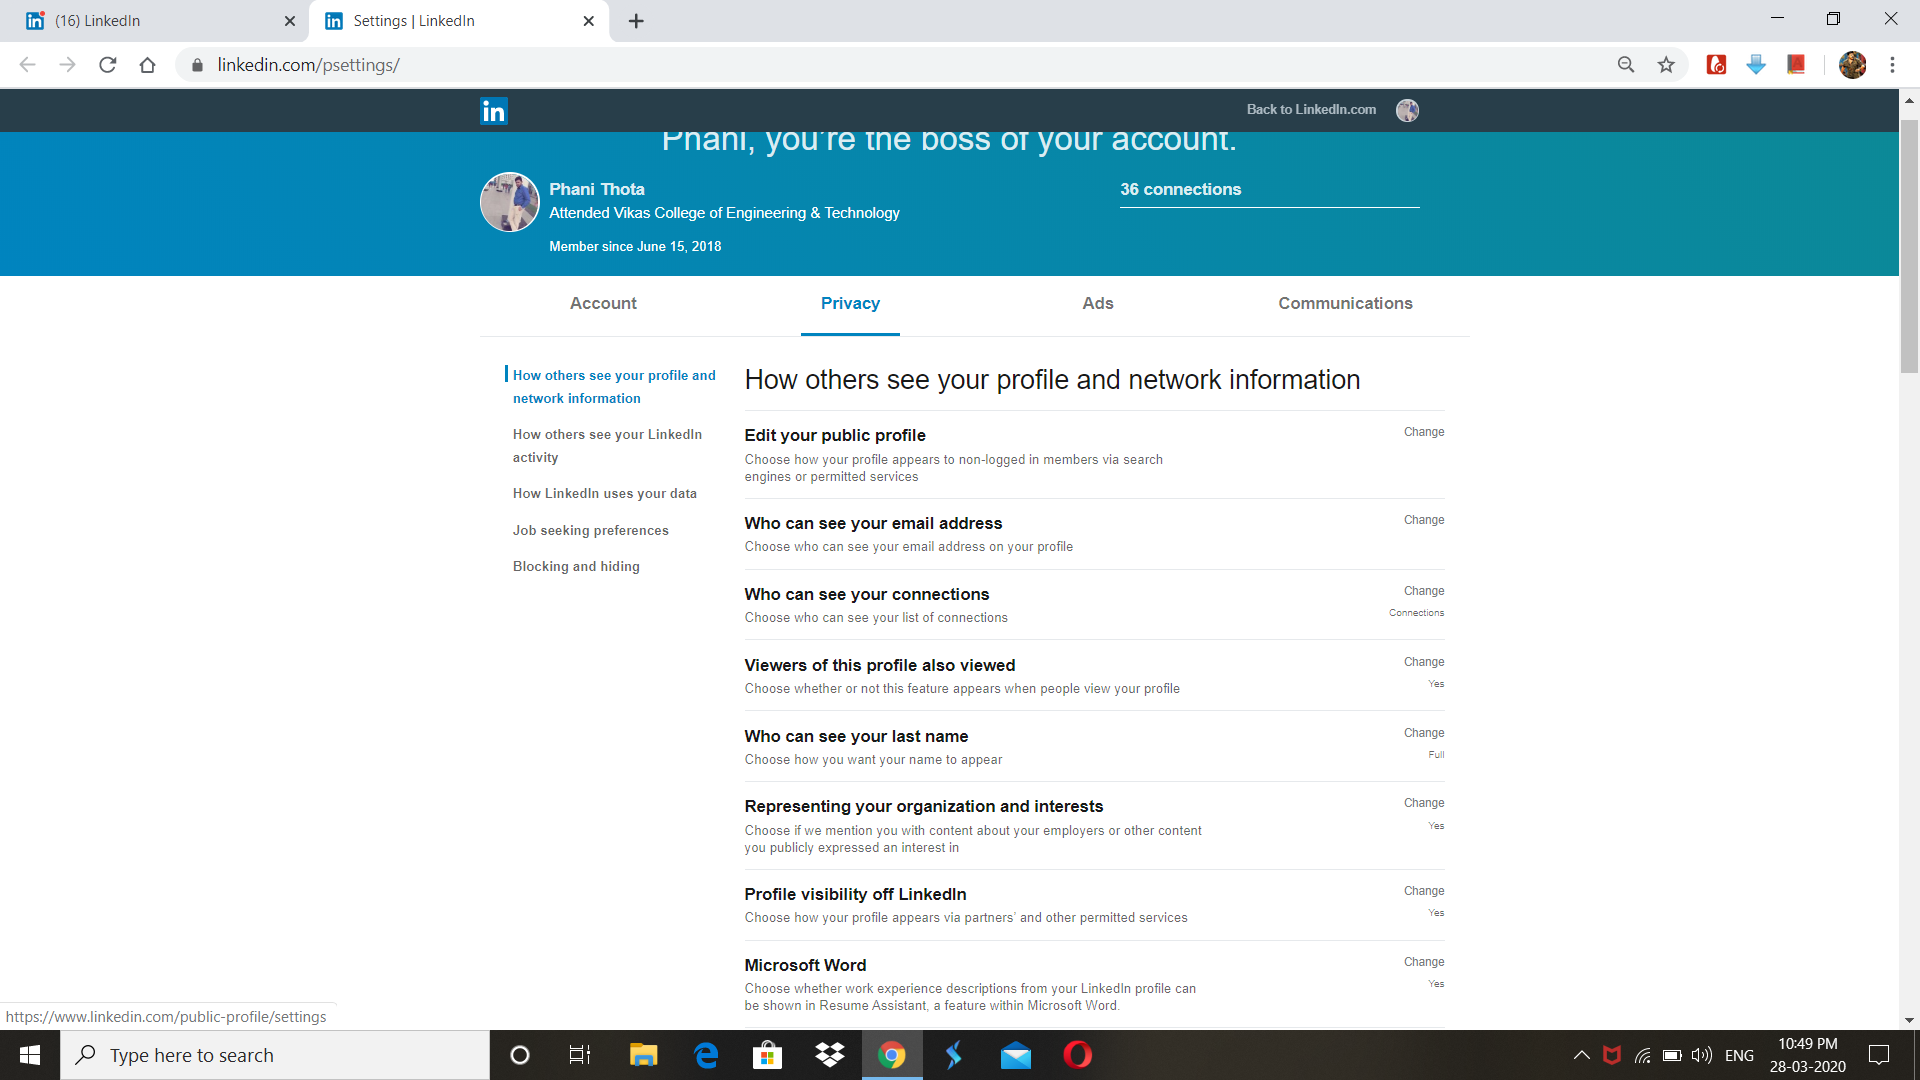 (16) LinkedIn
Settings | LinkedIn
linkedin.com/psettings/
in
Back to LinkedIn.com
Phani, you're the boss of your account.
Phani Thota
36 connections
Attended Vikas College of Engineering & Technology
Member since June 15, 2018
Account
Privacy
Ads
Communications
How others see your profile and
network information
How others see your LinkedIn
activity
How LinkedIn uses your data
Job seeking preferences
Blocking and hiding
How others see your profile and network information
Edit your public profile
Change
Choose how your profile appears to non-logged in members via search
engines or permitted services
Who can see your email address
Change
Choose who can see your email address on your profile
Who can see your connections
Change
Choose who can see your list of connections
Connections
Viewers of this profile also viewed
Change
Choose whether or not this feature appears when people view your profile
Yes
Who can see your last name
Change
Choose how you want your name to appear
Full
Representing your organization and interests
Change
Choose if we mention you with content about your employers or other content
you publicly expressed an interest in
Yes
Profile visibility off LinkedIn
Change
Choose how your profile appears via partners' and other permitted services
Yes
Microsoft Word
Change
Choose whether work experience descriptions from your LinkedIn profile can
be shown in Resume Assistant, a feature within Microsoft Word.
Yes
https://www.linkedin.com/public-profile/settings
Type here to search
ENG
10:49 PM
28-03-2020